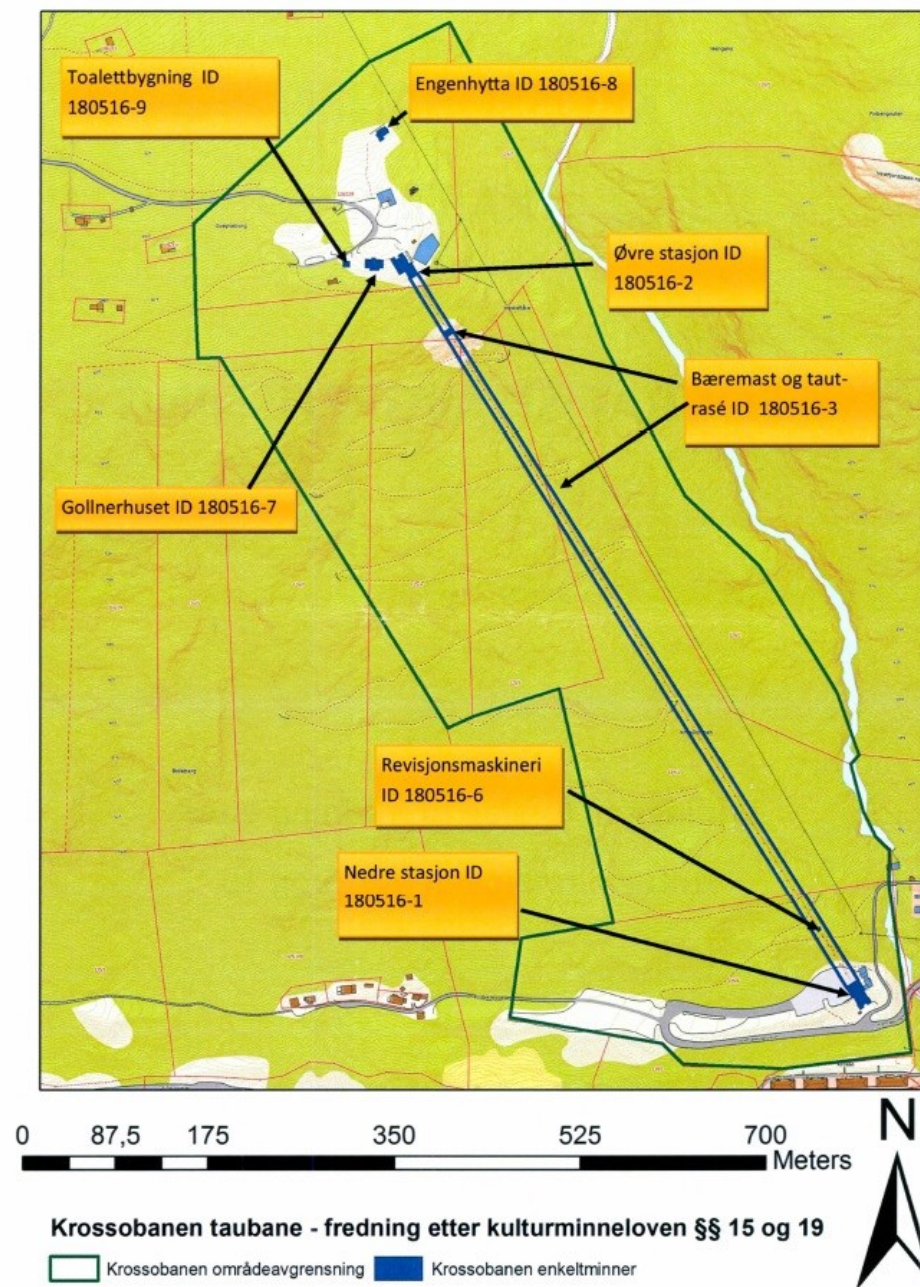 Toalettbygning ID
180516-9
Engenhytta ID 180516-8
Øvre stasjon ID
180516-2
Bæremast og taut-
rasé ID 180516-3
Gollnerhuset ID 180516-7
Revisjonsmaskineri
ID 180516-6
Nedre stasjon ID
180516-1
0 87,5 175 350 525 700
Meters
N
Krossobanen taubane - fredning etter kulturminneloven §§ 15 og 19
Krossobanen områdeavgrensning
Krossobanen enkeltminner